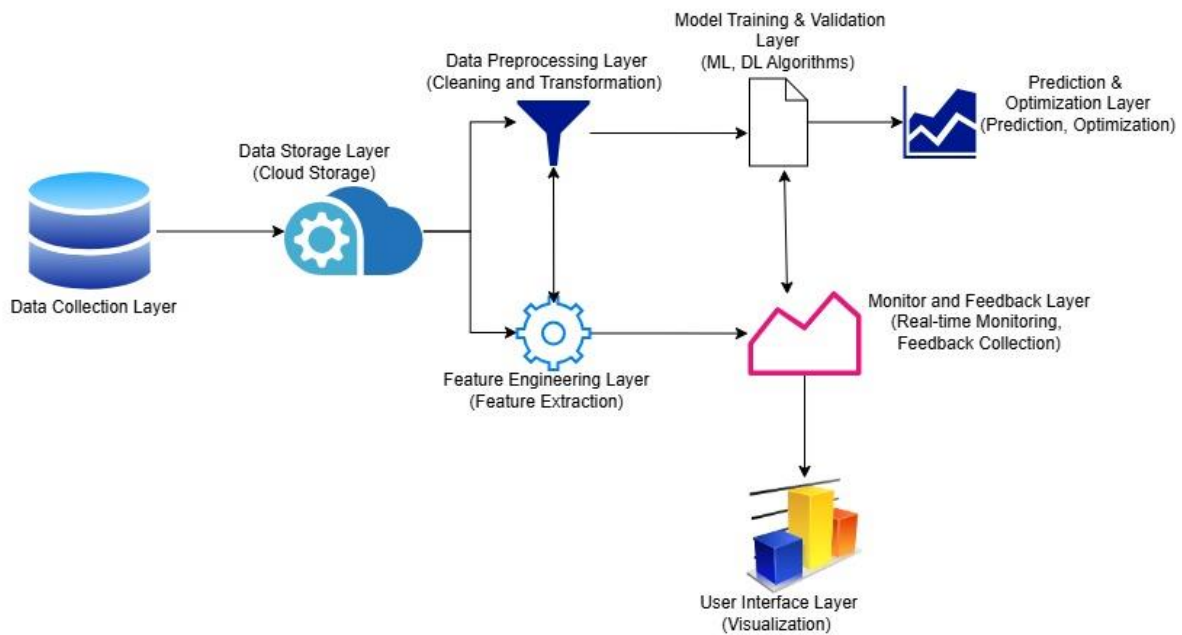 Model Training & Validation
Layer
(ML, DL Algorithms)
Data Preprocessing Layer
(Cleaning and Transformation)
Prediction &
Optimization Layer
(Prediction, Optimization)
Data Storage Layer
(Cloud Storage)
Data Collection Layer
Monitor and Feedback Layer
(Real-time Monitoring,
Feedback Collection)
Feature Engineering Layer
(Feature Extraction)
User Interface Layer
(Visualization)